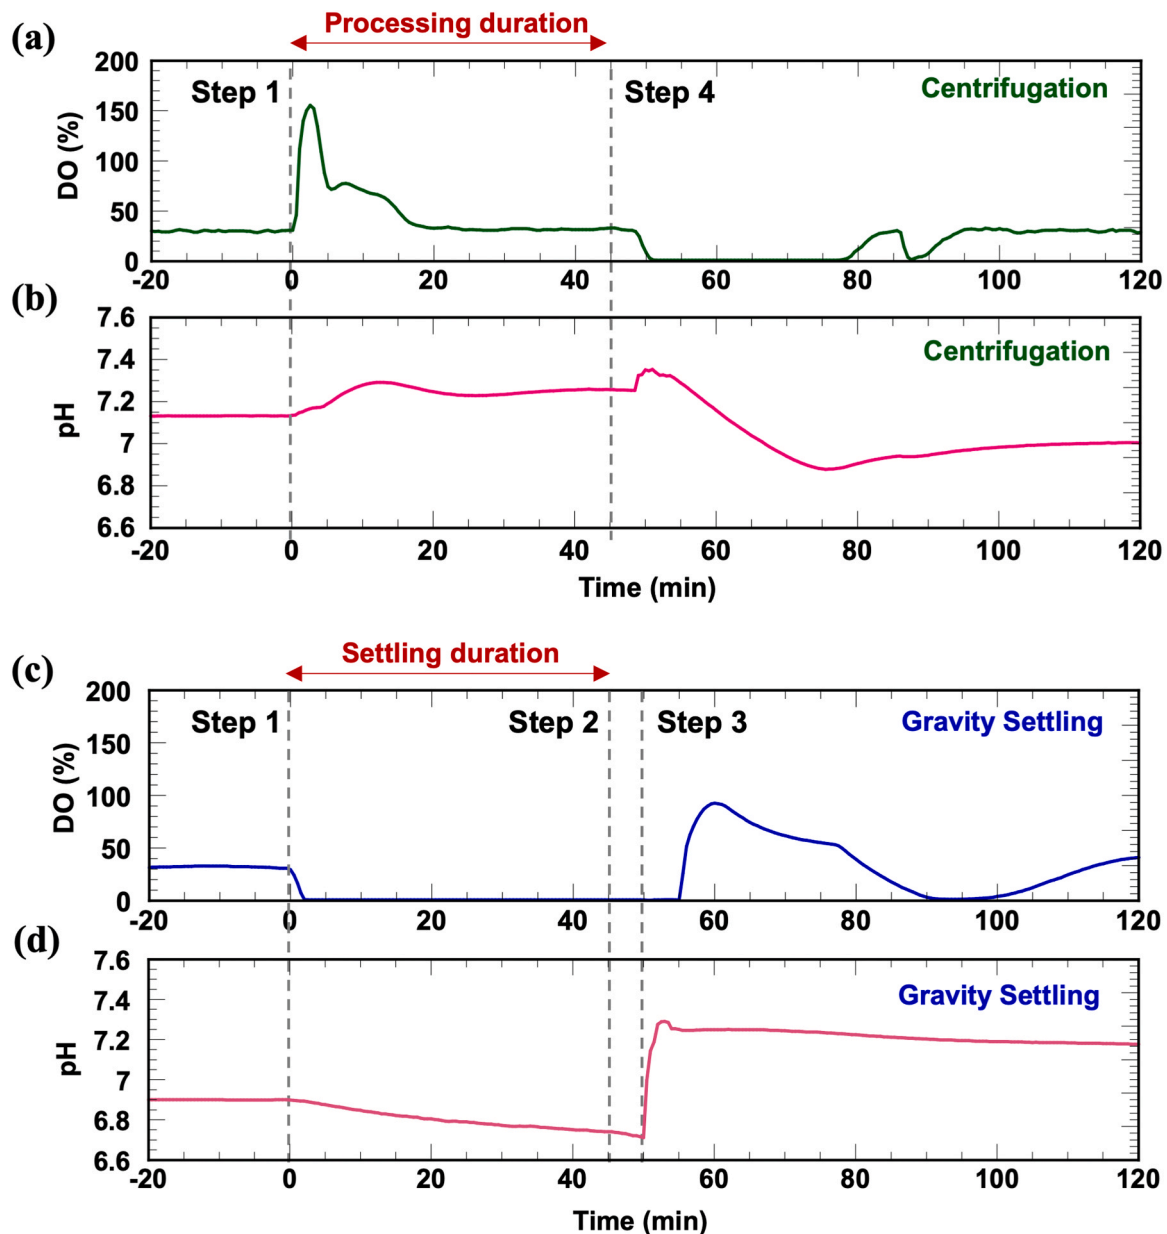 (a)
Processing duration
Step 1
Step 4
Centrifugation
DO (%)
200
150
100
50
0
-20 0 20 40 60 80 100 120
(b)
Centrifugation
pH
7.6
7.4
7.2
7
6.8
6.6
-20 0 20 40 60 80 100 120
Time (min)
(c)
Settling duration
Step 1
Step 2
Step 3
Gravity Settling
DO (%)
200
150
100
50
0
-20 0 20 40 60 80 100 120
(d)
Gravity Settling
pH
7.6
7.4
7.2
7
6.8
6.6
-20 0 20 40 60 80 100 120
Time (min)